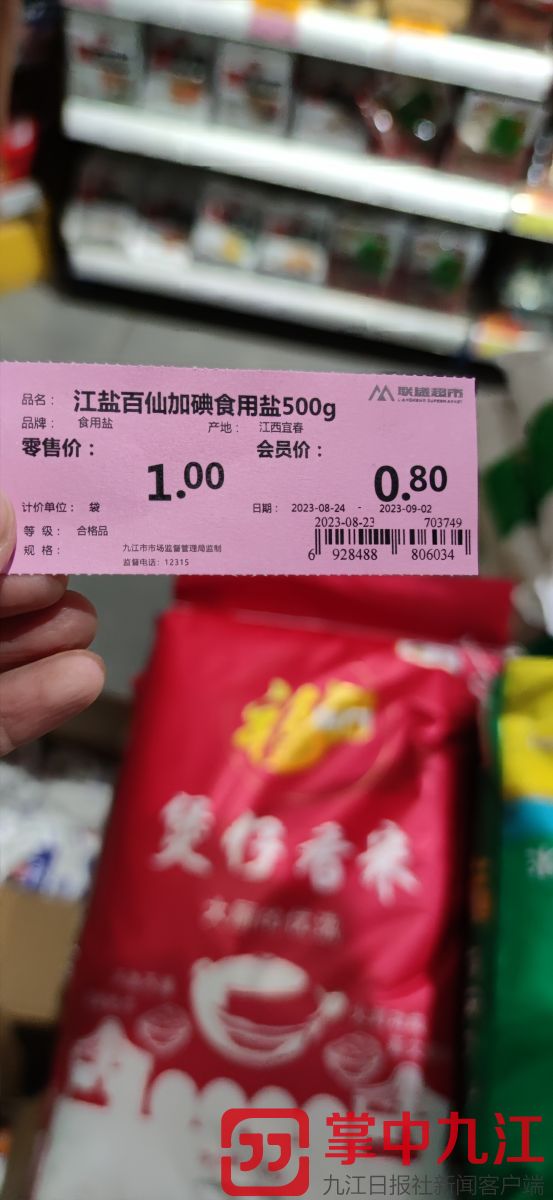 品名： 江盐百仙加碘食用盐500g
联盛超市
品牌： 食用盐 产地： 江西宜春
零售价： 会员价：
1.00 0.80
计价单位： 袋 日期： 2023-08-24 - 2023-09-02
2023-08-23 703749
等 级： 合格品
规 格： 九江市市场监督管理局监制
监督电话：12315
6 928488 806034
煲仔香米
掌中九江
九江日报社新闻客户端